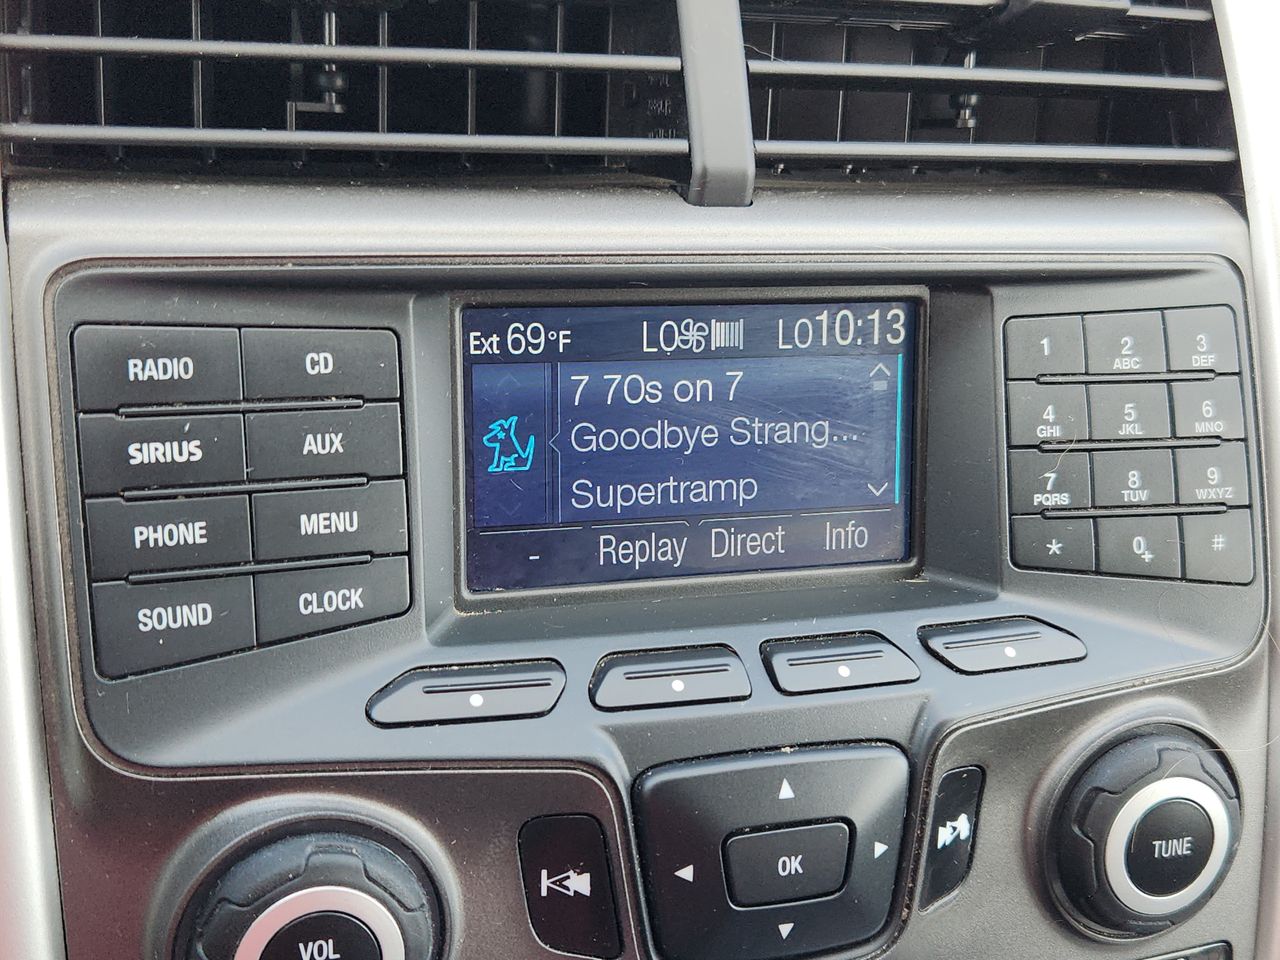 Ext 69°F LO LO 10:13
7 70s on 7
Goodbye Strang...
Supertramp
- Replay Direct Info
RADIO CD
SIRIUS AUX
PHONE MENU
SOUND CLOCK
1 2 ABC 3 DEF
4 GHI 5 JKL 6 MNO
7 PQRS 8 TUV 9 WXYZ
* 0+ #
OK
VOL
TUNE